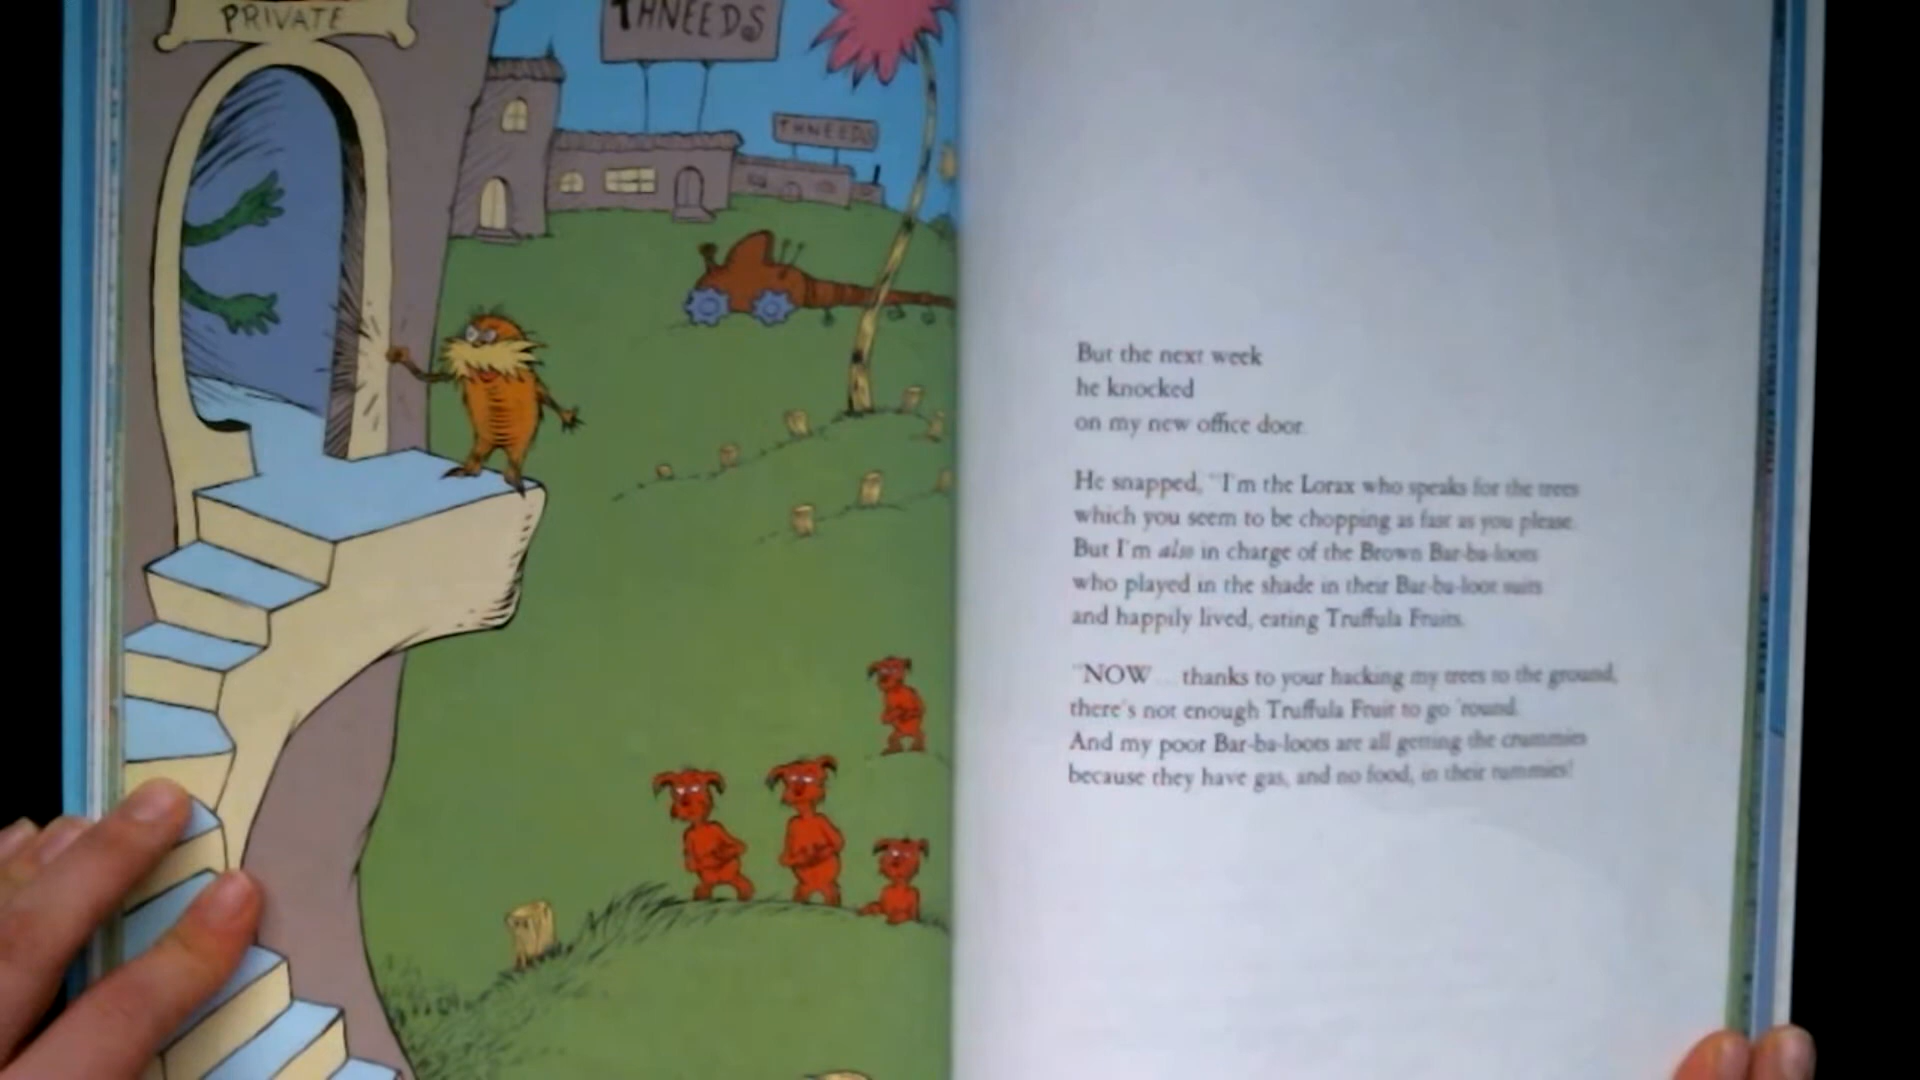 PRIVATE
THNEEDS
THNEEDS
But the next week
he knocked
on my new office door.
He snapped, "I'm the Lorax who speaks for the trees
which you seem to be chopping as fast as you please.
But I'm also in charge of the Brown Bar-ba-loots
who played in the shade in their Bar-ba-loot suits
and happily lived, eating Truffula Fruits.
"NOW . . . thanks to your hacking my trees to the ground,
there's not enough Truffula Fruit to go 'round.
And my poor Bar-ba-loots are all getting the crummies
because they have gas, and no food, in their tummies!